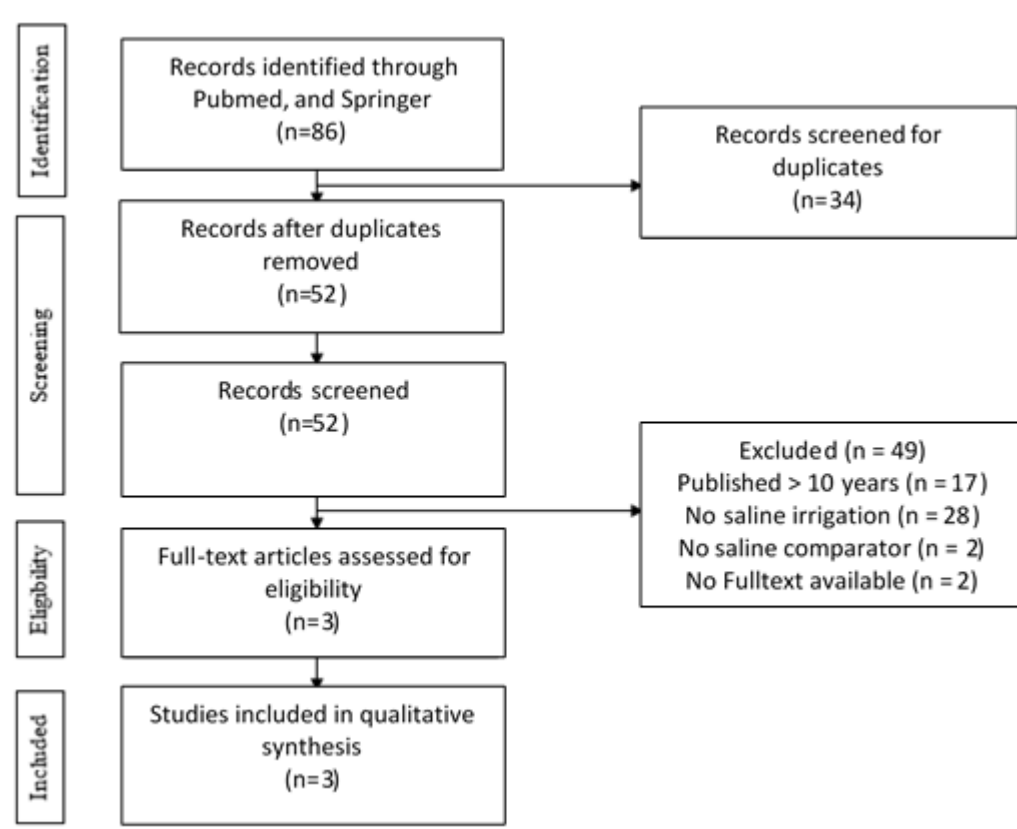 Identification
Records identified through
Pubmed, and Springer
(n=86)
Records screened for
duplicates
(n=34)
Screening
Records after duplicates
removed
(n=52)
Records screened
(n=52)
Excluded (n = 49)
Published > 10 years (n = 17)
No saline irrigation (n = 28)
No saline comparator (n = 2)
No Fulltext available (n = 2)
Eligibility
Full-text articles assessed for
eligibility
(n=3)
Included
Studies included in qualitative
synthesis
(n=3)